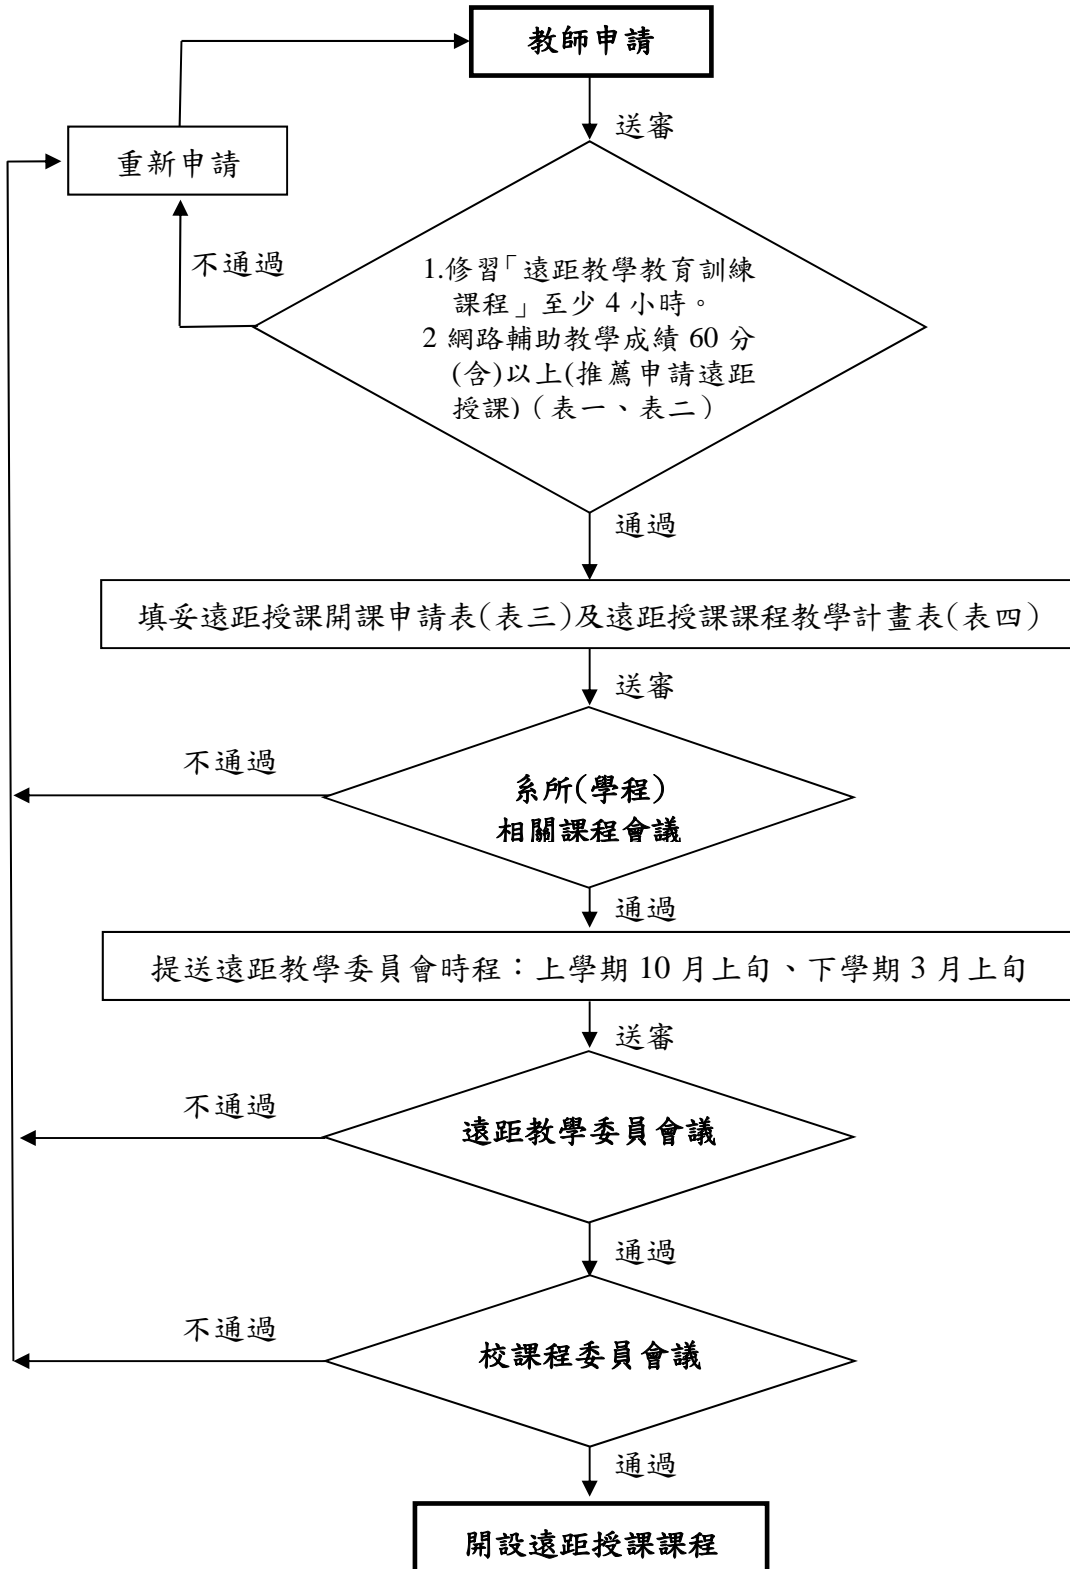 教師申請
送審
重新申請
不通過
1.修習「遠距教學教育訓練
課程」至少 4 小時。
2 網路輔助教學成績 60 分
(含)以上(推薦申請遠距
授課)（表一、表二）
通過
填妥遠距授課開課申請表(表三)及遠距授課課程教學計畫表(表四)
送審
不通過
系所(學程)
相關課程會議
通過
提送遠距教學委員會時程：上學期 10 月上旬、下學期 3 月上旬
送審
不通過
遠距教學委員會議
通過
不通過
校課程委員會議
通過
開設遠距授課課程